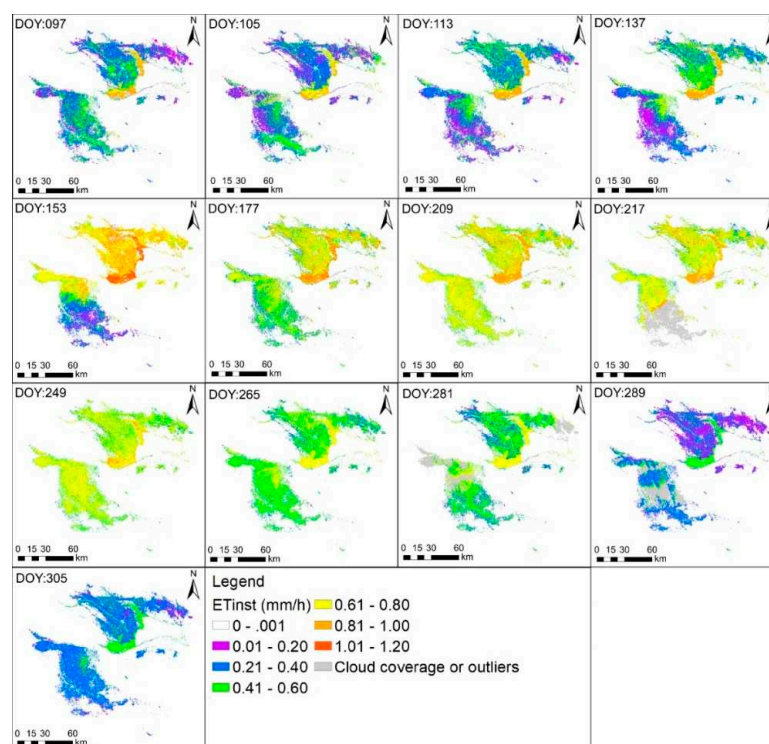 DOY:097 N
0 15 30 60
km
DOY:105 N
0 15 30 60
km
DOY:113 N
0 15 30 60
km
DOY:137 N
0 15 30 60
km
DOY:153 N
0 15 30 60
km
DOY:177 N
0 15 30 60
km
DOY:209 N
0 15 30 60
km
DOY:217 N
0 15 30 60
km
DOY:249 N
0 15 30 60
km
DOY:265 N
0 15 30 60
km
DOY:281 N
0 15 30 60
km
DOY:289 N
0 15 30 60
km
DOY:305 N
0 15 30 60
km
Legend
ETinst (mm/h)
0 - .001
0.01 - 0.20
0.21 - 0.40
0.41 - 0.60
0.61 - 0.80
0.81 - 1.00
1.01 - 1.20
Cloud coverage or outliers